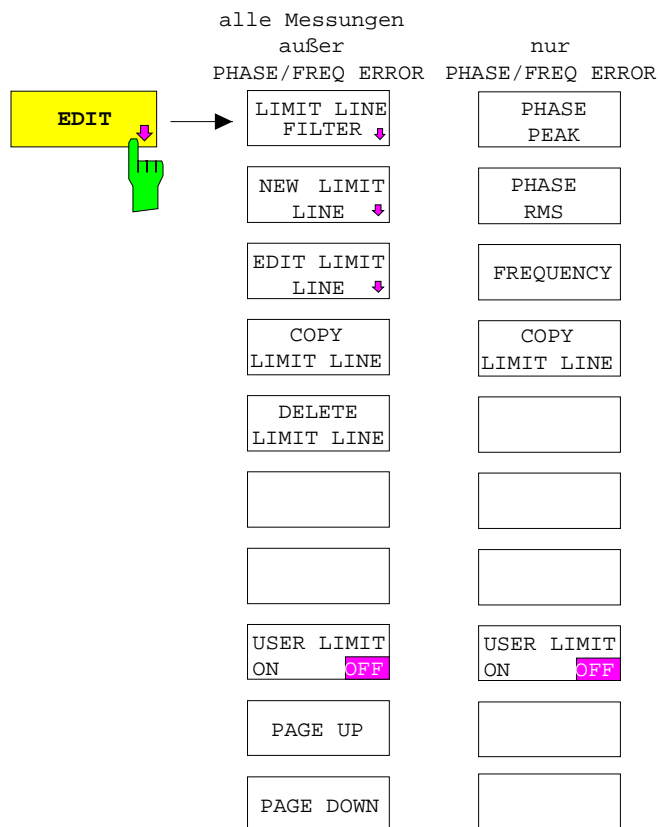 alle Messungen
außer
PHASE/FREQ ERROR
nur
PHASE/FREQ ERROR
EDIT
LIMIT LINE
FILTER
NEW LIMIT
LINE
EDIT LIMIT
LINE
COPY
LIMIT LINE
DELETE
LIMIT LINE
USER LIMIT
ON OFF
PAGE UP
PAGE DOWN
PHASE
PEAK
PHASE
RMS
FREQUENCY
COPY
LIMIT LINE
USER LIMIT
ON OFF